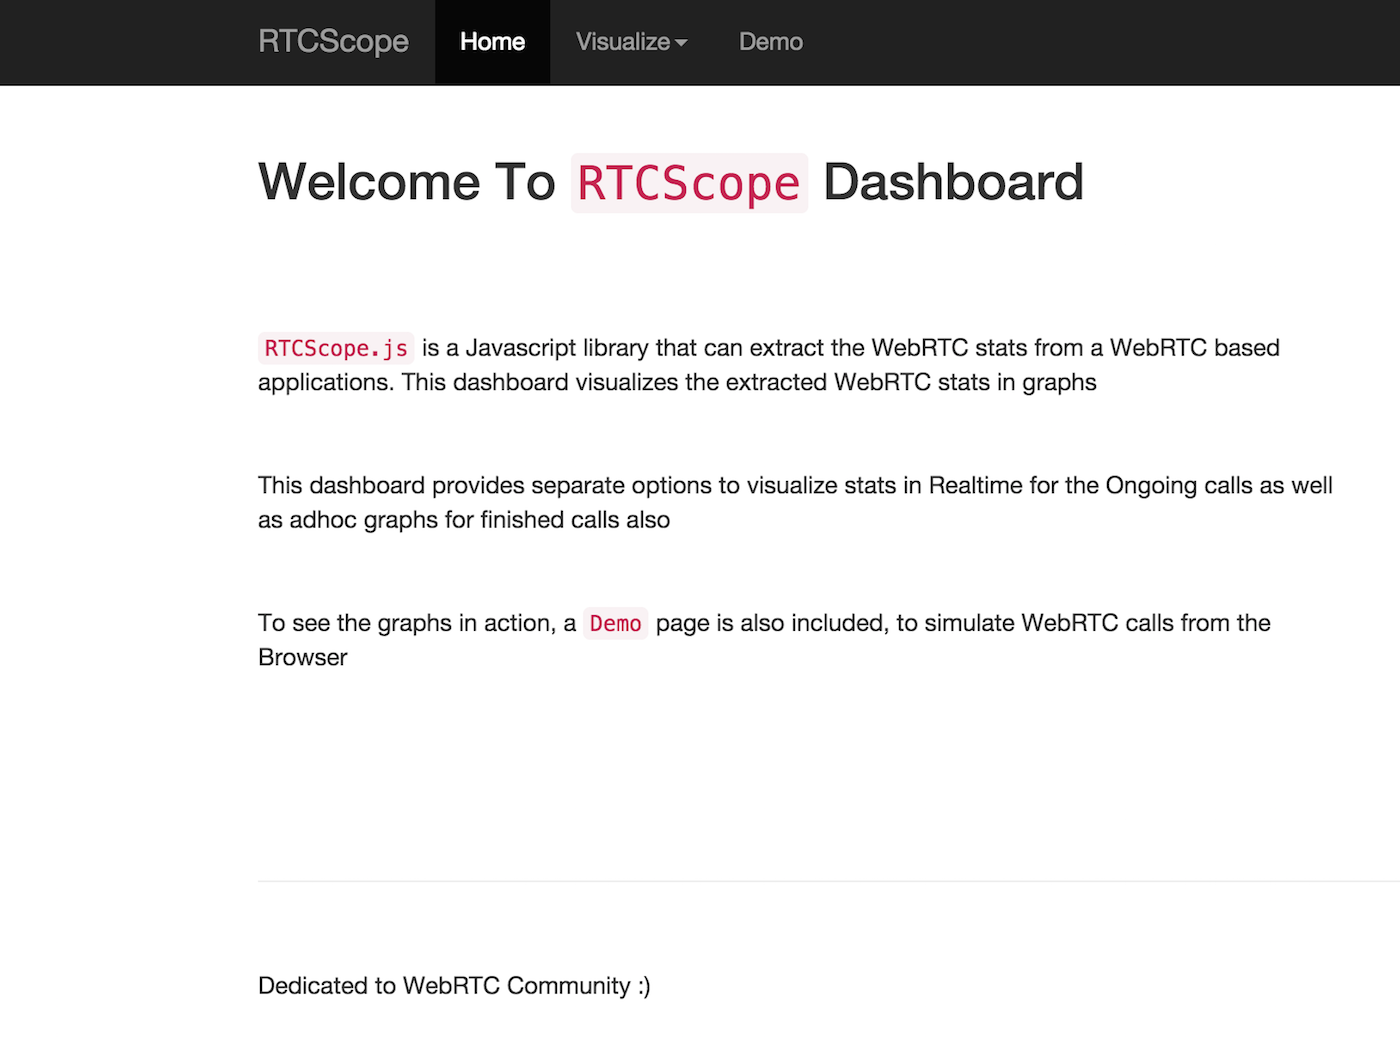 RTCScope Home Visualize Demo
Welcome To RTCScope Dashboard
RTCScope.js is a Javascript library that can extract the WebRTC stats from a WebRTC based
applications. This dashboard visualizes the extracted WebRTC stats in graphs
This dashboard provides separate options to visualize stats in Realtime for the Ongoing calls as well
as adhoc graphs for finished calls also
To see the graphs in action, a Demo page is also included, to simulate WebRTC calls from the
Browser
Dedicated to WebRTC Community :)